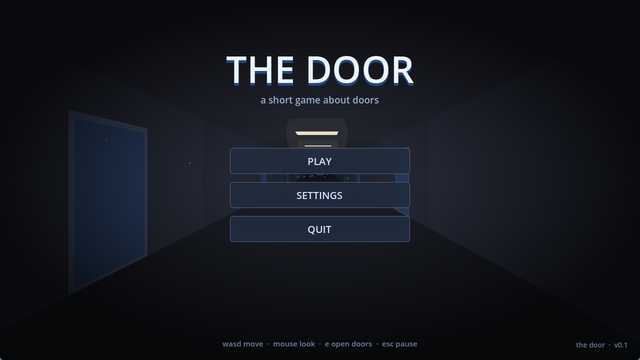 THE DOOR
a short game about doors
PLAY
SETTINGS
QUIT
wasd move · mouse look · e open doors · esc pause
the door · v0.1